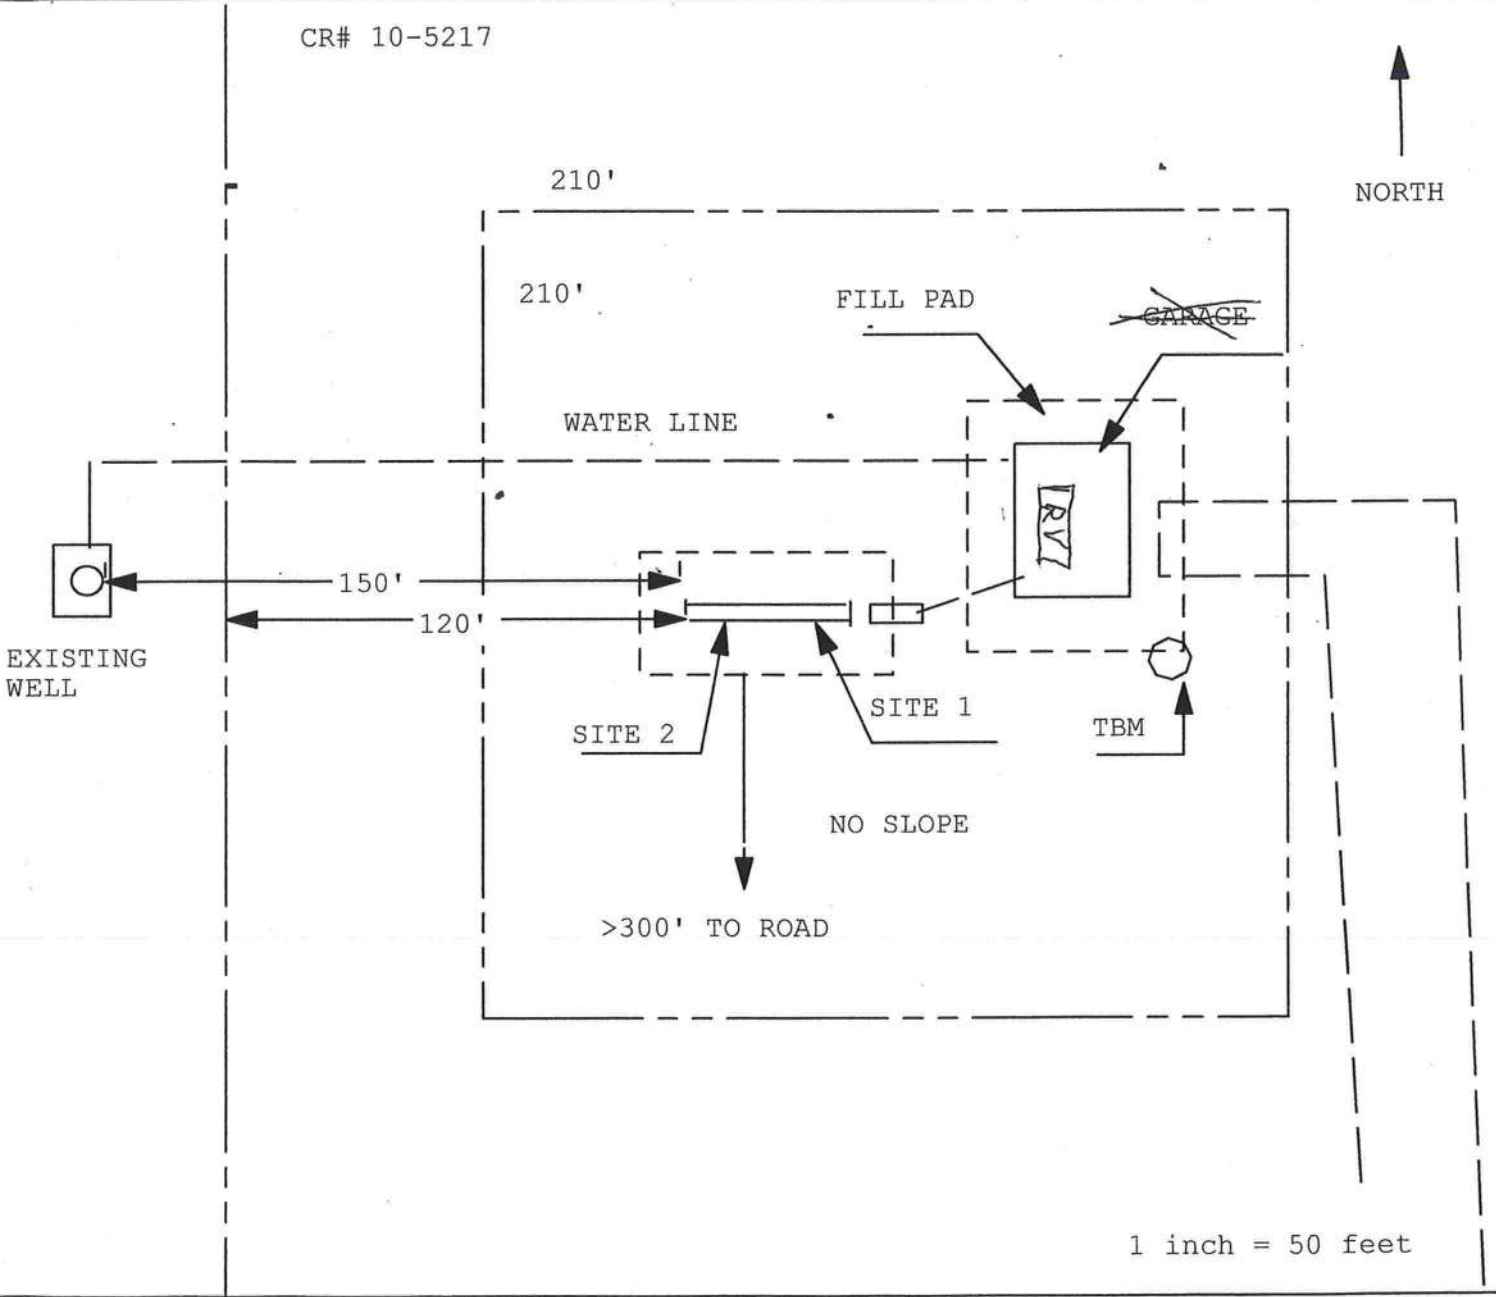 CR# 10-5217
NORTH
210'
210'
FILL PAD
GARAGE
WATER LINE
RV
150'
120'
EXISTING
WELL
SITE 1
SITE 2
TBM
NO SLOPE
>300' TO ROAD
1 inch = 50 feet